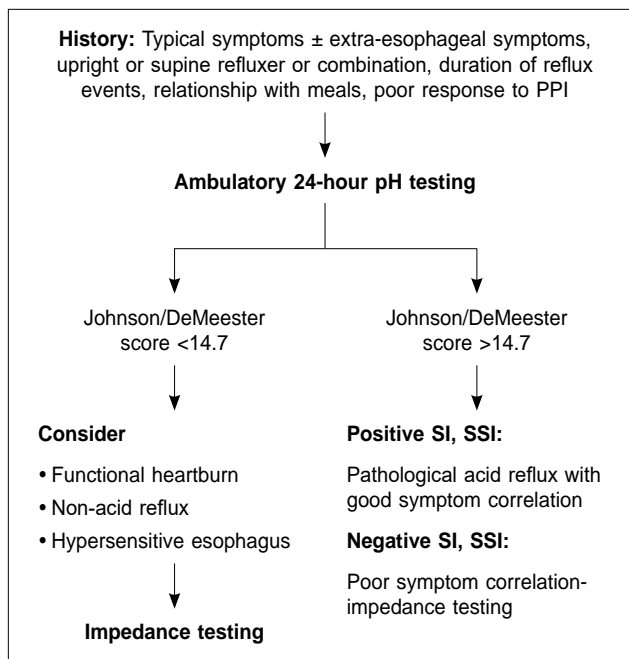 History: Typical symptoms ± extra-esophageal symptoms,
upright or supine refluxer or combination, duration of reflux
events, relationship with meals, poor response to PPI
Ambulatory 24-hour pH testing
Johnson/DeMeester
score <14.7
Consider
• Functional heartburn
• Non-acid reflux
• Hypersensitive esophagus
Impedance testing
Johnson/DeMeester
score >14.7
Positive SI, SSI:
Pathological acid reflux with
good symptom correlation
Negative SI, SSI:
Poor symptom correlation-
impedance testing